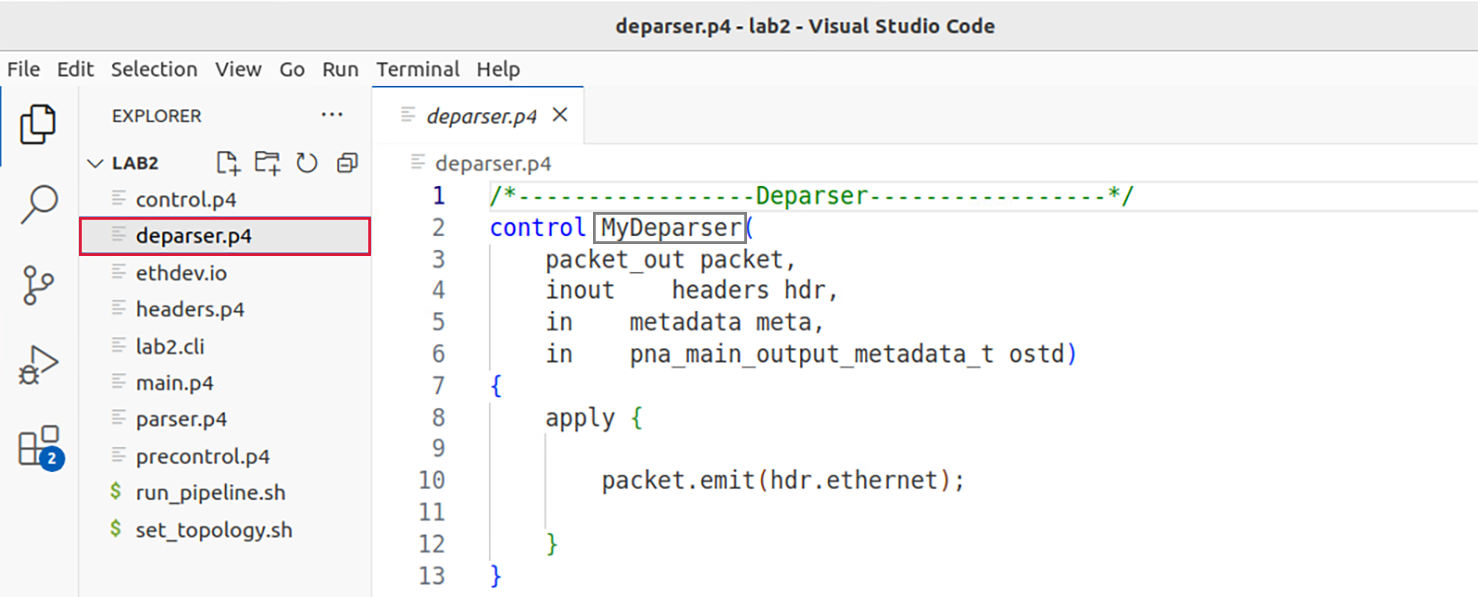 deparser.p4 - lab2 - Visual Studio Code
File Edit Selection View Go Run Terminal Help
EXPLORER ···
LAB2
control.p4
deparser.p4
ethdev.io
headers.p4
lab2.cli
main.p4
parser.p4
precontrol.p4
$ run_pipeline.sh
$ set_topology.sh
2
deparser.p4
deparser.p4
1 /*-----------------Deparser-----------------*/
2 control MyDeparser(
3     packet_out packet,
4     inout    headers hdr,
5     in    metadata meta,
6     in    pna_main_output_metadata_t ostd)
7 {
8     apply {
9
10         packet.emit(hdr.ethernet);
11
12     }
13 }